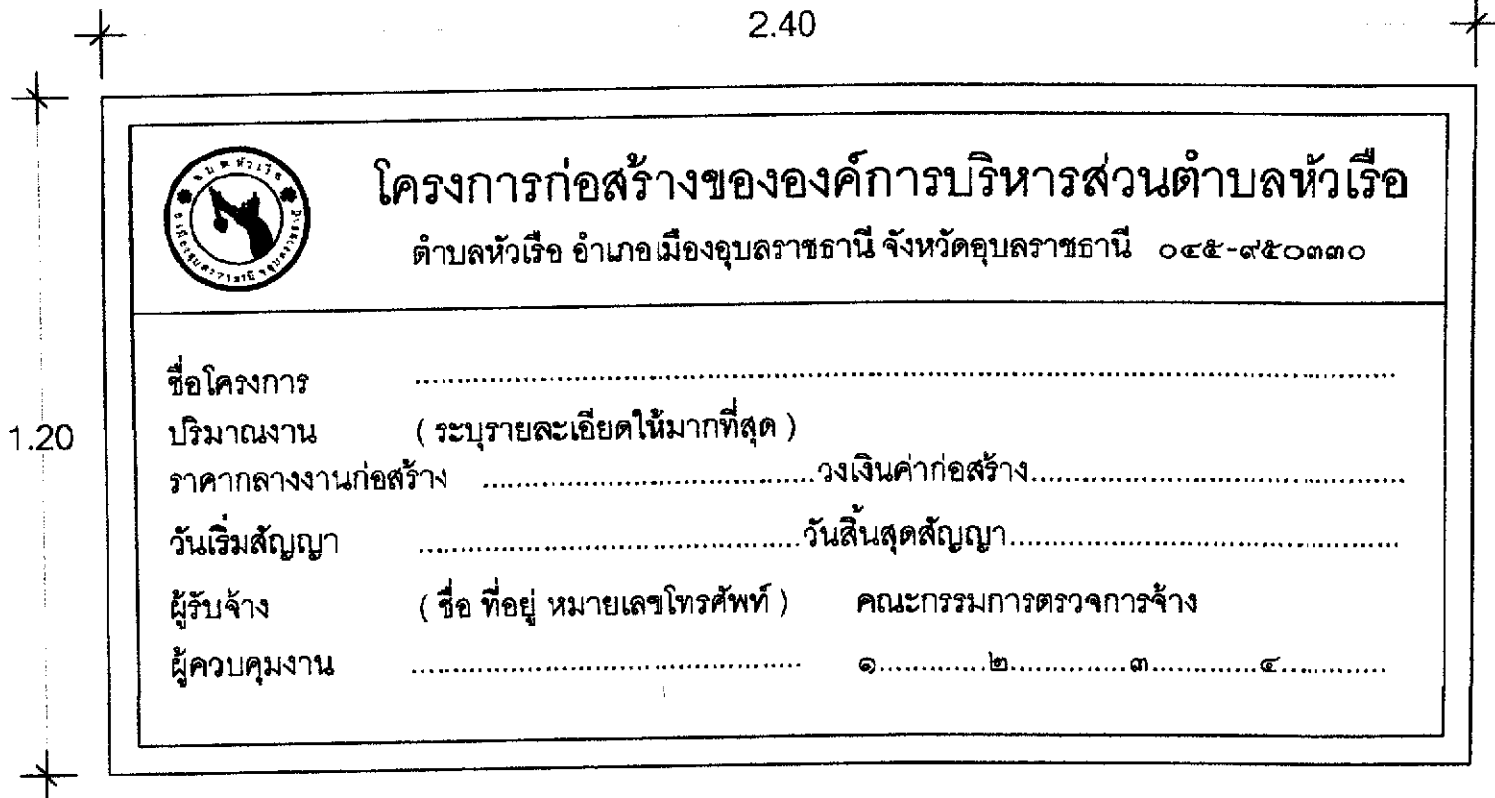 2.40
1.20
อบต.หัวเรือ
โครงการก่อสร้างขององค์การบริหารส่วนตำบลหัวเรือ
ตำบลหัวเรือ อำเภอเมืองอุบลราชธานี จังหวัดอุบลราชธานี ๐๔๕-๙๕๐๓๓๐
ชื่อโครงการ ..........
ปริมาณงาน ( ระบุรายละเอียดให้มากที่สุด )
ราคากลางงานก่อสร้าง ..........วงเงินค่าก่อสร้าง..........
วันเริ่มสัญญา ..........วันสิ้นสุดสัญญา..........
ผู้รับจ้าง ( ชื่อ ที่อยู่ หมายเลขโทรศัพท์ ) คณะกรรมการตรวจการจ้าง
ผู้ควบคุมงาน .......... ๑..........๒..........๓..........๔..........